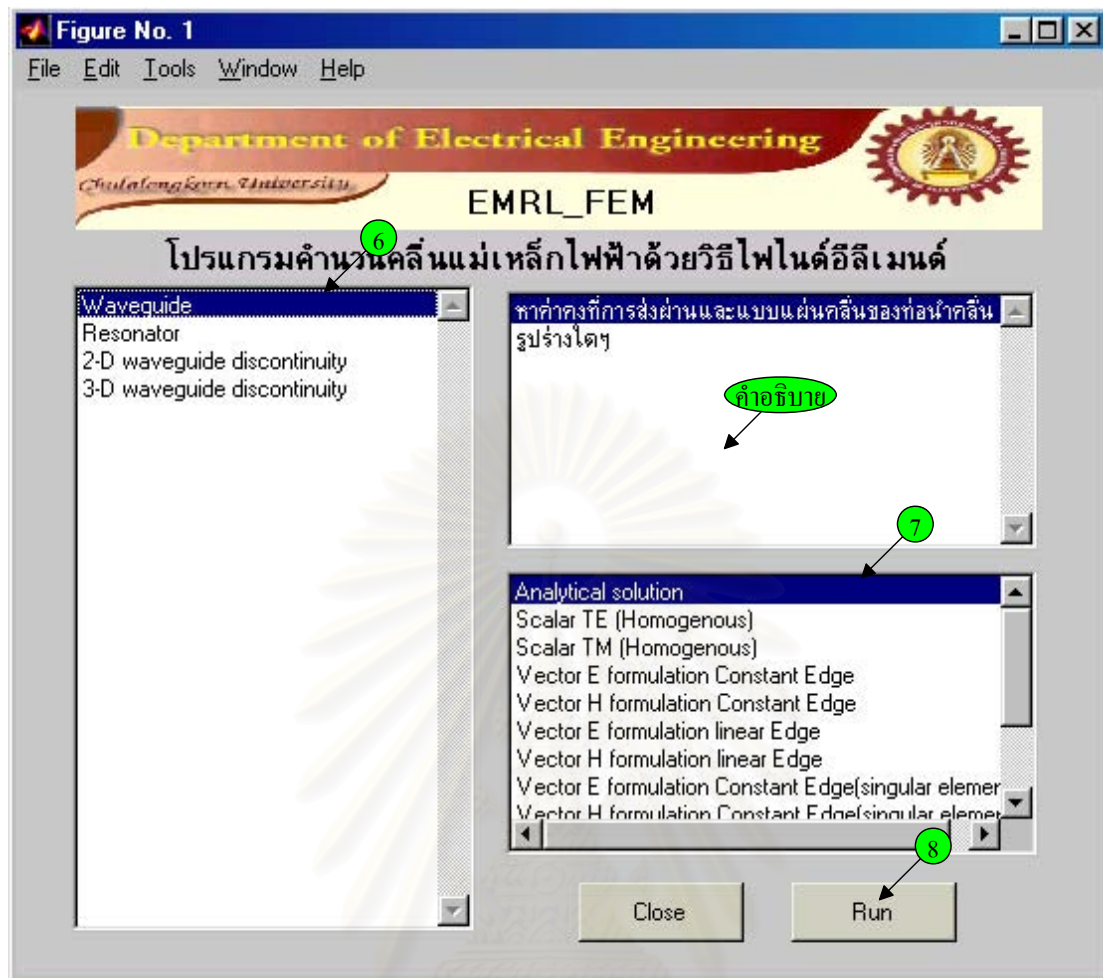 Figure No. 1
File Edit Tools Window Help
Department of Electrical Engineering
Chulalongkorn University
EMRL_FEM
6
โปรแกรมคำนวนคลื่นแม่เหล็กไฟฟ้าด้วยวิธีไฟไนต์อีลีเมนต์
Waveguide
Resonator
2-D waveguide discontinuity
3-D waveguide discontinuity
หาค่าคงที่การส่งผ่านและแบบแผ่นคลื่นของท่อนำคลื่น
รูปร่างใดๆ
คำอธิบาย
7
Analytical solution
Scalar TE (Homogenous)
Scalar TM (Homogenous)
Vector E formulation Constant Edge
Vector H formulation Constant Edge
Vector E formulation linear Edge
Vector H formulation linear Edge
Vector E formulation Constant Edge(singular elemer
Vector H formulation Constant Edge(singular elemer
8
Close
Run